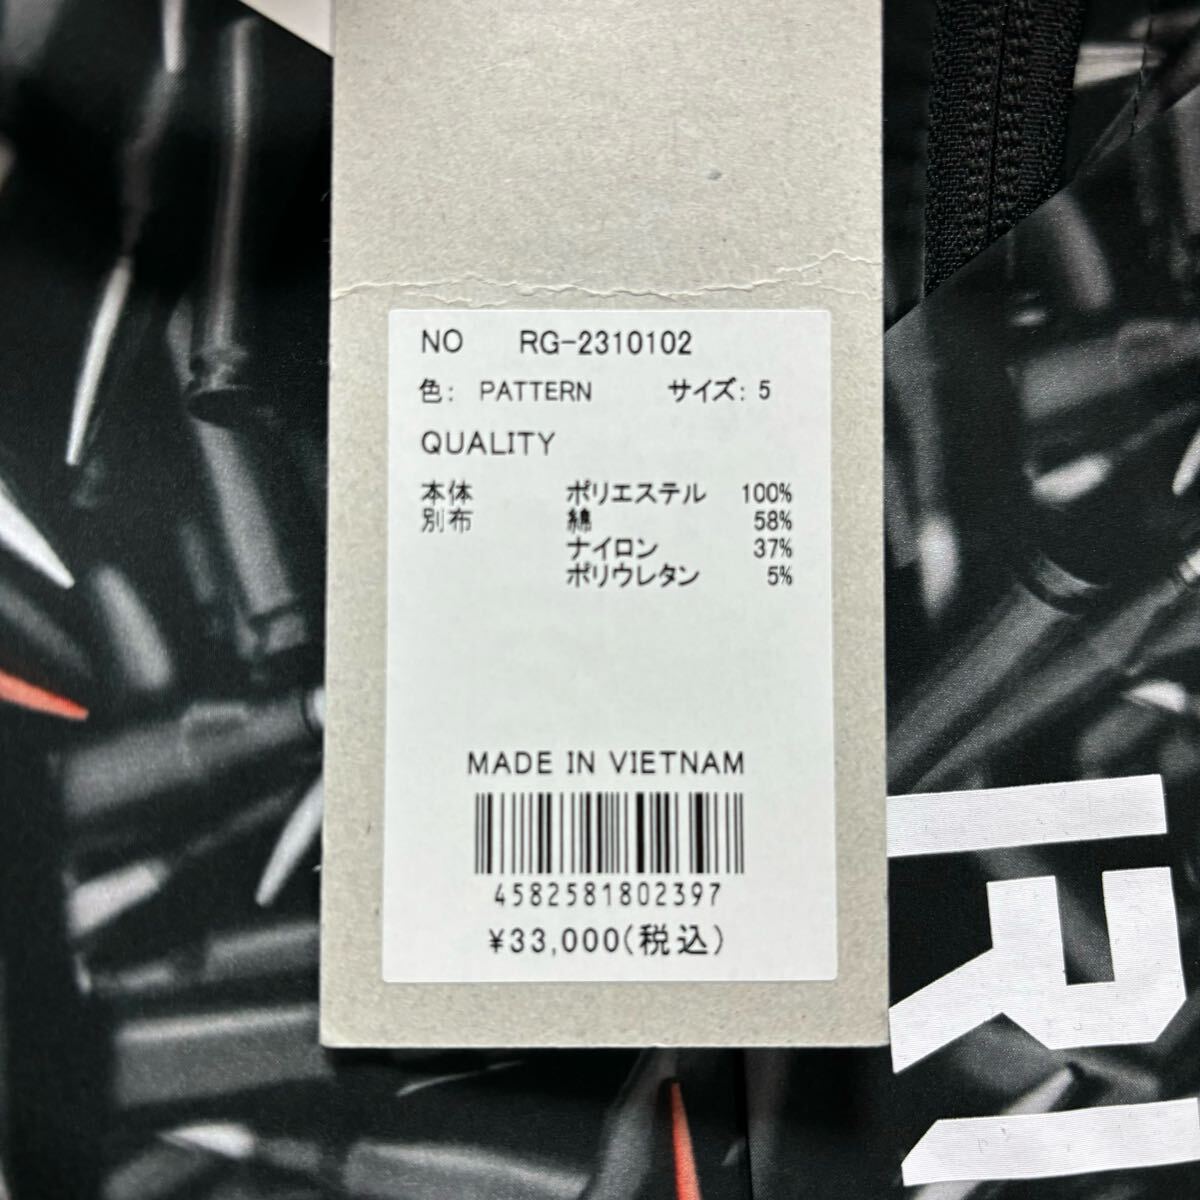 NO RG-2310102
色: PATTERN サイズ: 5
QUALITY
本体 ポリエステル 100%
別布 綿 58%
ナイロン 37%
ポリウレタン 5%
MADE IN VIETNAM
4582581802397
¥33,000(税込)